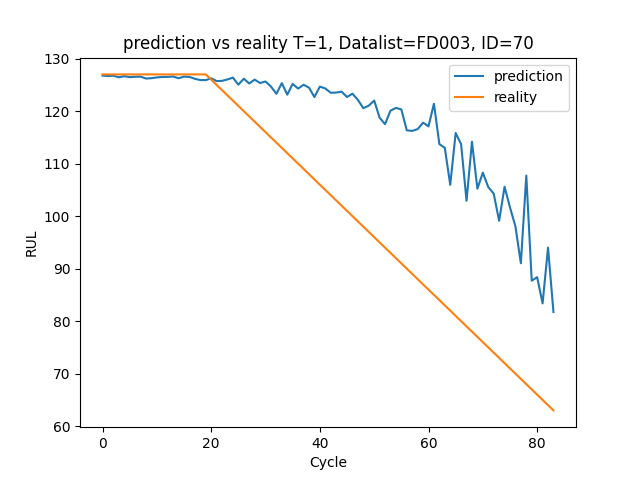 prediction vs reality T=1, Datalist=FD003, ID=70
130
120
110
100
90
80
70
60
RUL
prediction
reality
0
20
40
60
80
Cycle